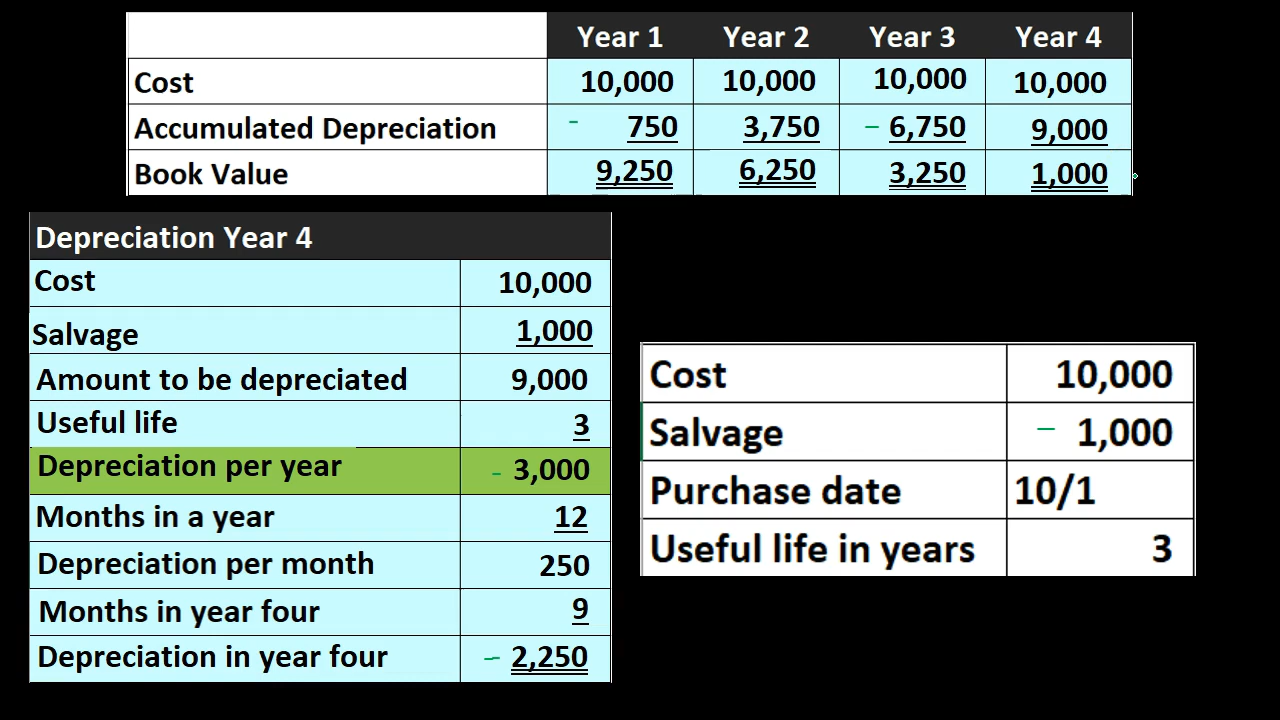 Year 1 Year 2 Year 3 Year 4
Cost 10,000 10,000 10,000 10,000
Accumulated Depreciation - 750 3,750 - 6,750 9,000
Book Value 9,250 6,250 3,250 1,000
Depreciation Year 4
Cost 10,000
Salvage 1,000
Amount to be depreciated 9,000
Useful life 3
Depreciation per year - 3,000
Months in a year 12
Depreciation per month 250
Months in year four 9
Depreciation in year four - 2,250
Cost 10,000
Salvage - 1,000
Purchase date 10/1
Useful life in years 3